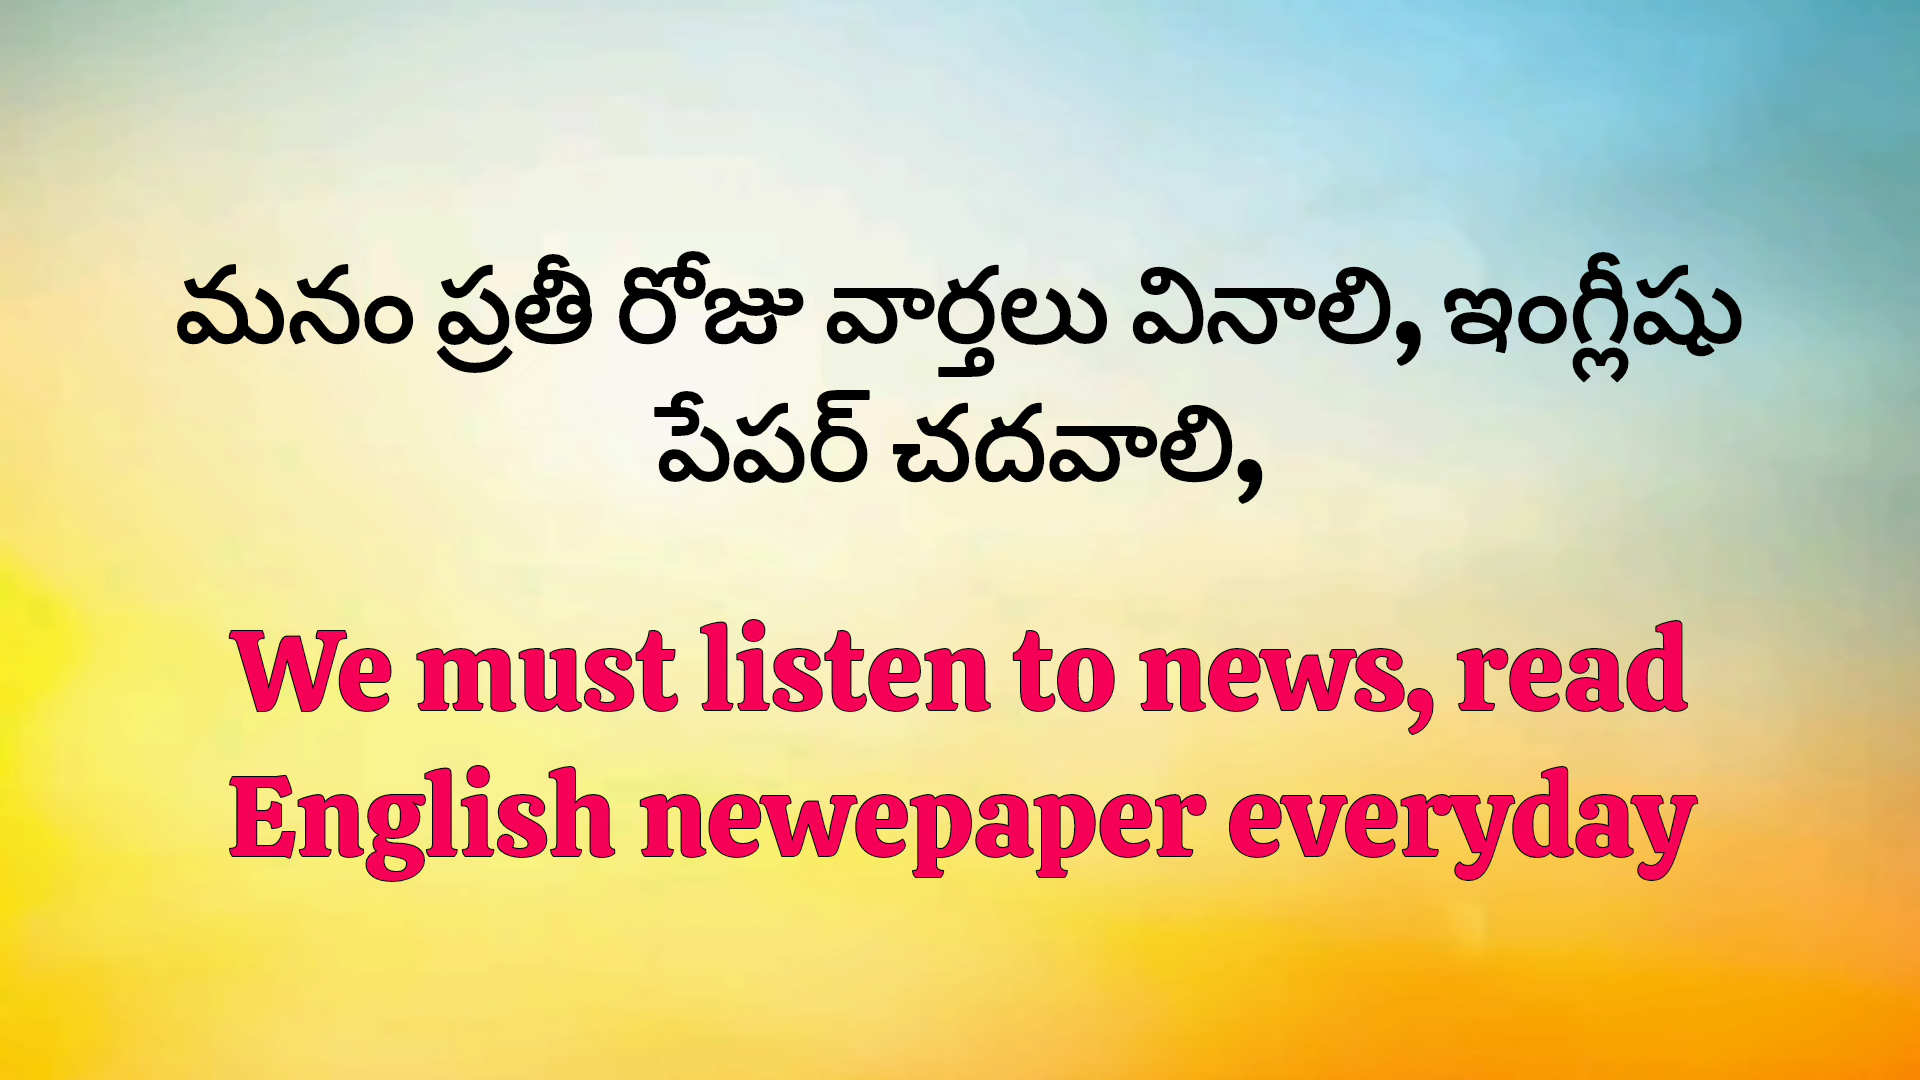 మనం ప్రతీ రోజు వార్తలు వినాలి, ఇంగ్లీషు
పేపర్ చదవాలి,
We must listen to news, read
English newepaper everyday